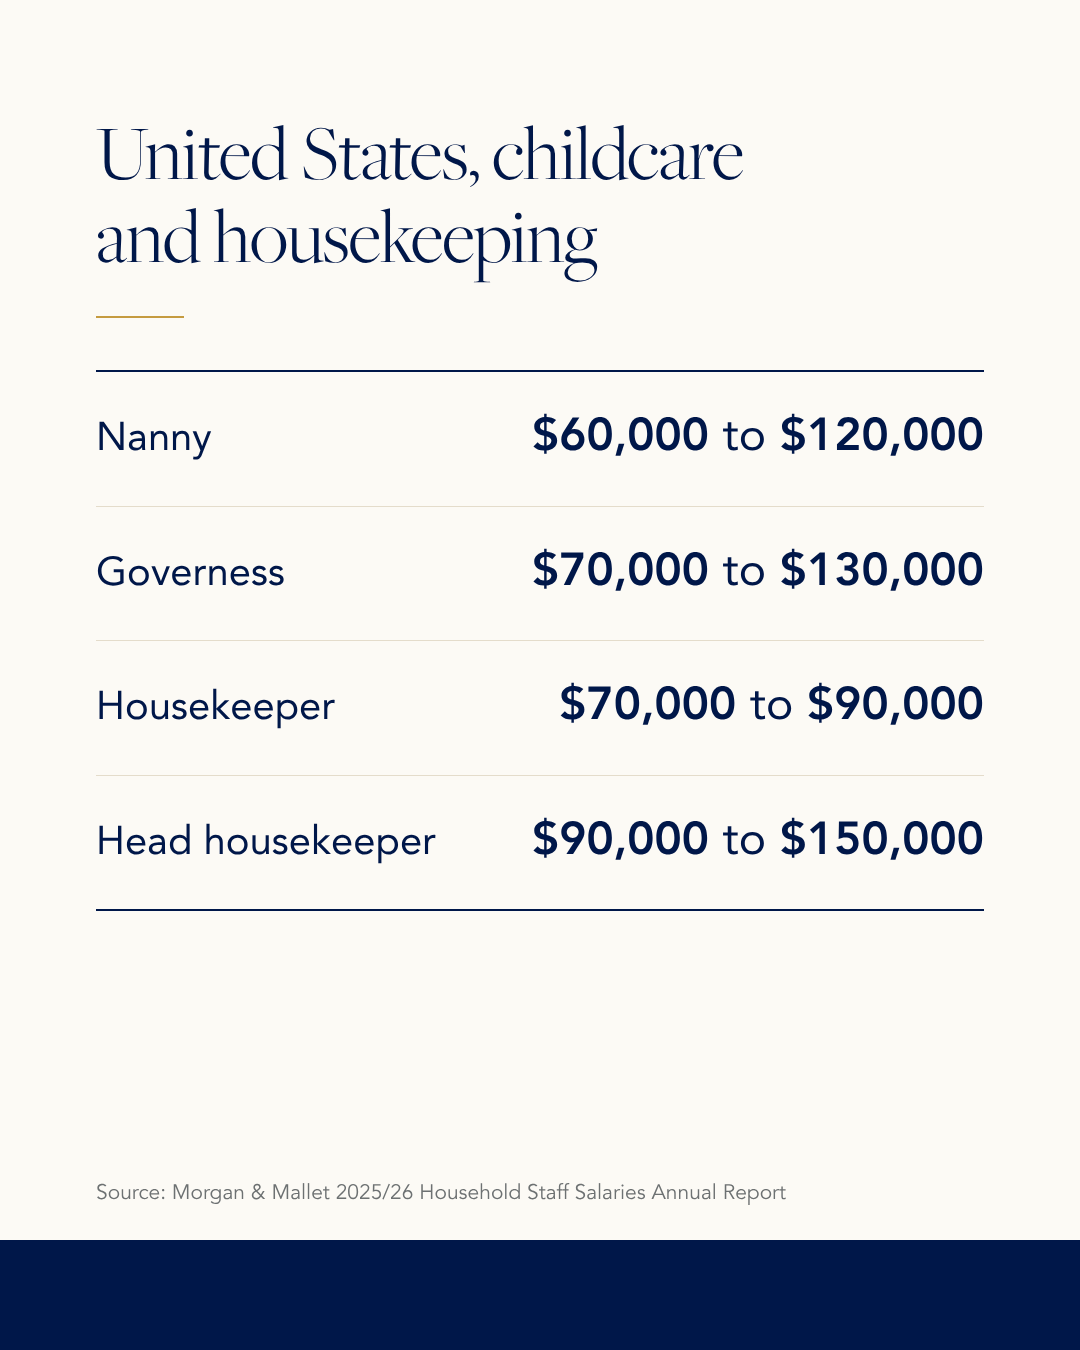 United States, childcare
and housekeeping
Nanny $60,000 to $120,000
Governess $70,000 to $130,000
Housekeeper $70,000 to $90,000
Head housekeeper $90,000 to $150,000
Source: Morgan & Mallet 2025/26 Household Staff Salaries Annual Report